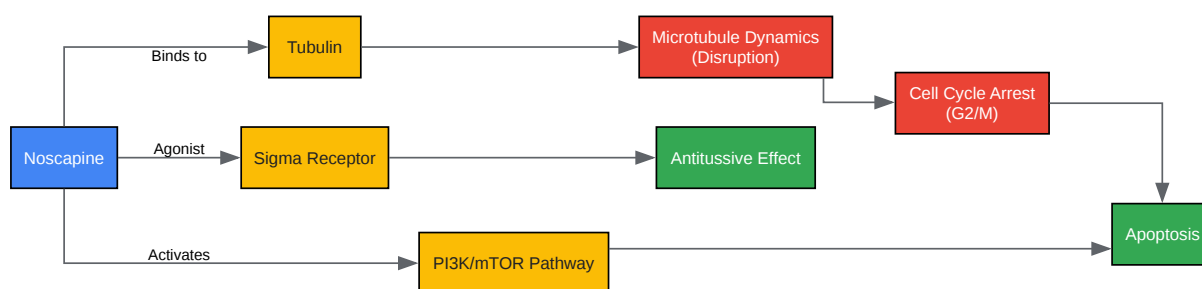 Microtubule Dynamics
(Disruption)
Tubulin
Binds to
Cell Cycle Arrest
(G2/M)
Noscapine
Agonist
Sigma Receptor
Antitussive Effect
Apoptosis
Activates
PI3K/mTOR Pathway